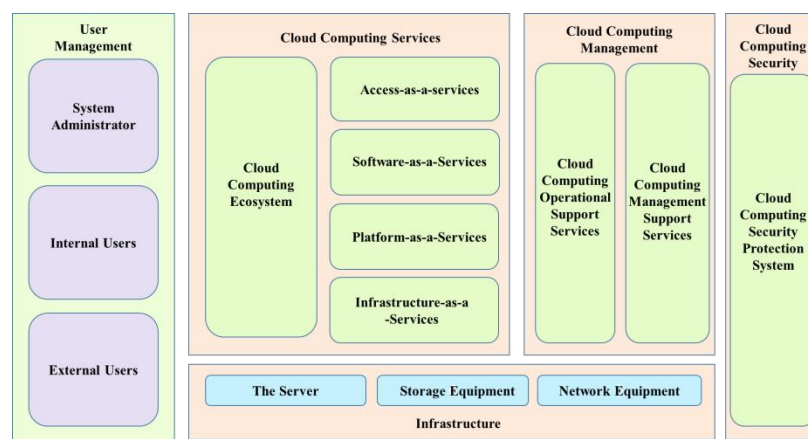 User
Management
System
Administrator
Internal Users
External Users
Cloud Computing Services
Cloud
Computing
Ecosystem
Access-as-a-services
Software-as-a-Services
Platform-as-a-Services
Infrastructure-as-a
-Services
Cloud Computing
Management
Cloud
Computing
Operational
Support
Services
Cloud
Computing
Management
Support
Services
Cloud
Computing
Security
Cloud
Computing
Security
Protection
System
The Server
Storage Equipment
Network Equipment
Infrastructure